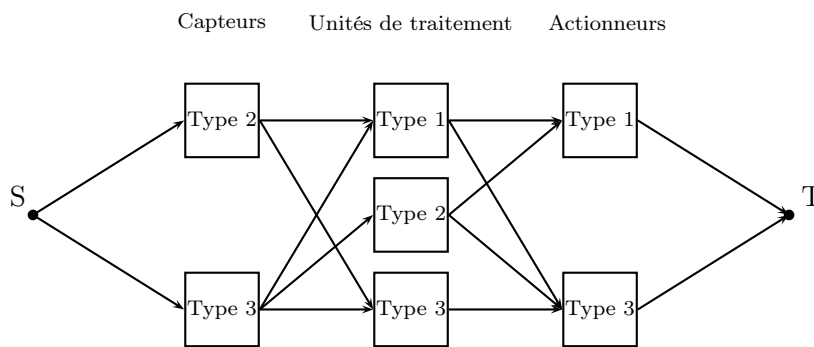 Capteurs Unités de traitement Actionneurs
Type 2 Type 1 Type 1
S T
Type 2
Type 3 Type 3 Type 3